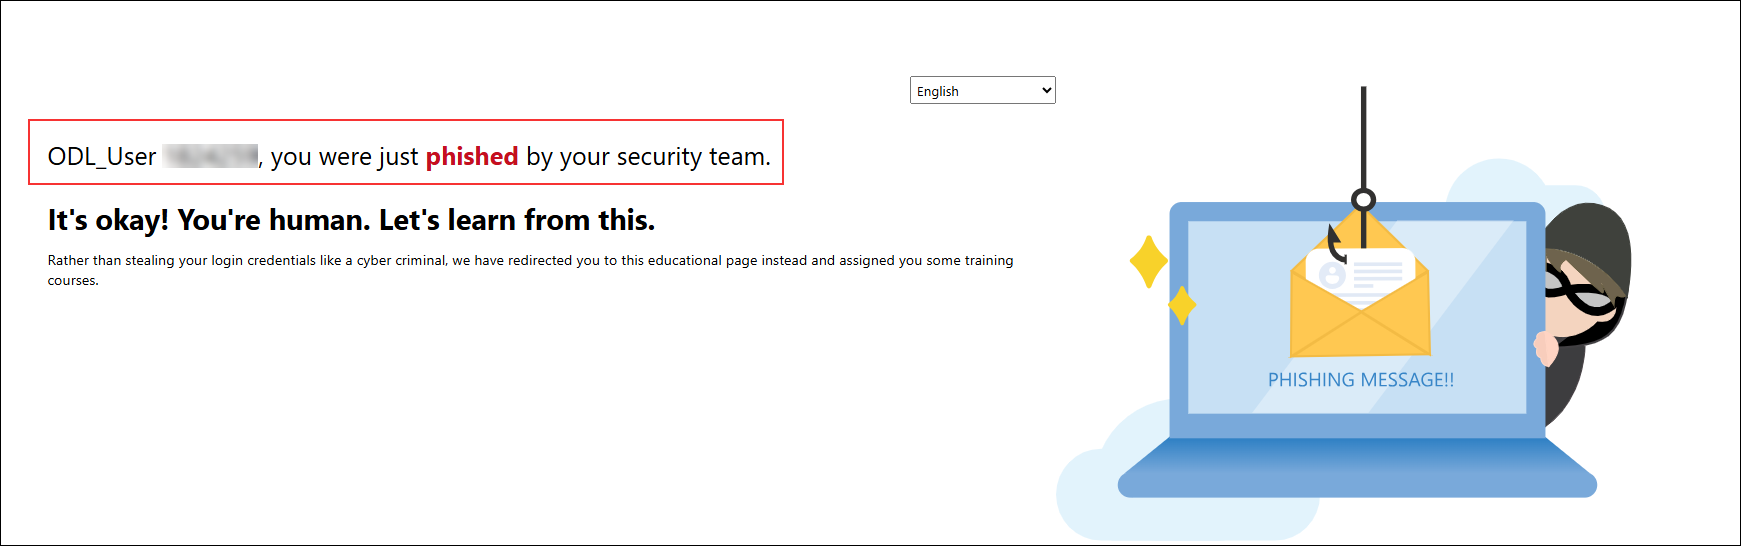 English
ODL_User , you were just phished by your security team.
It's okay! You're human. Let's learn from this.
Rather than stealing your login credentials like a cyber criminal, we have redirected you to this educational page instead and assigned you some training
courses.
PHISHING MESSAGE!!